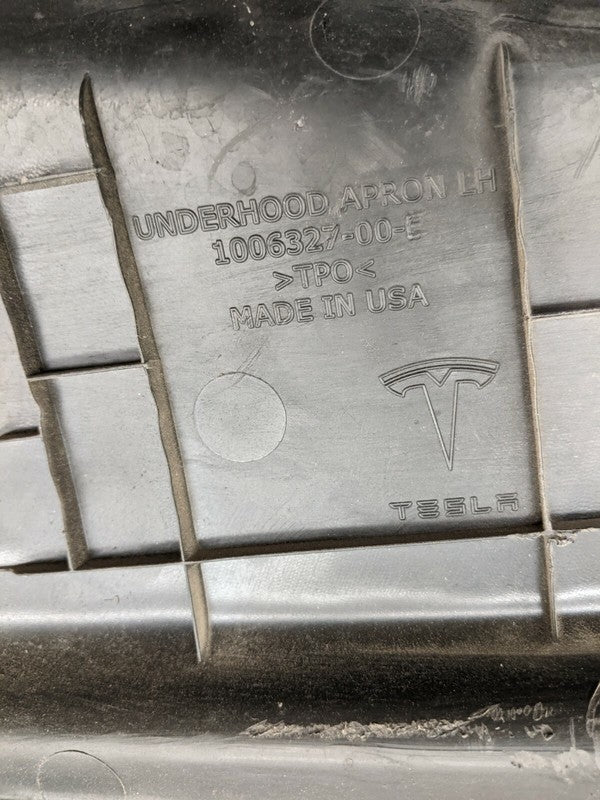 UNDERHOOD APRON LH
1006327-00-E
>TPO<
MADE IN USA
TESLA